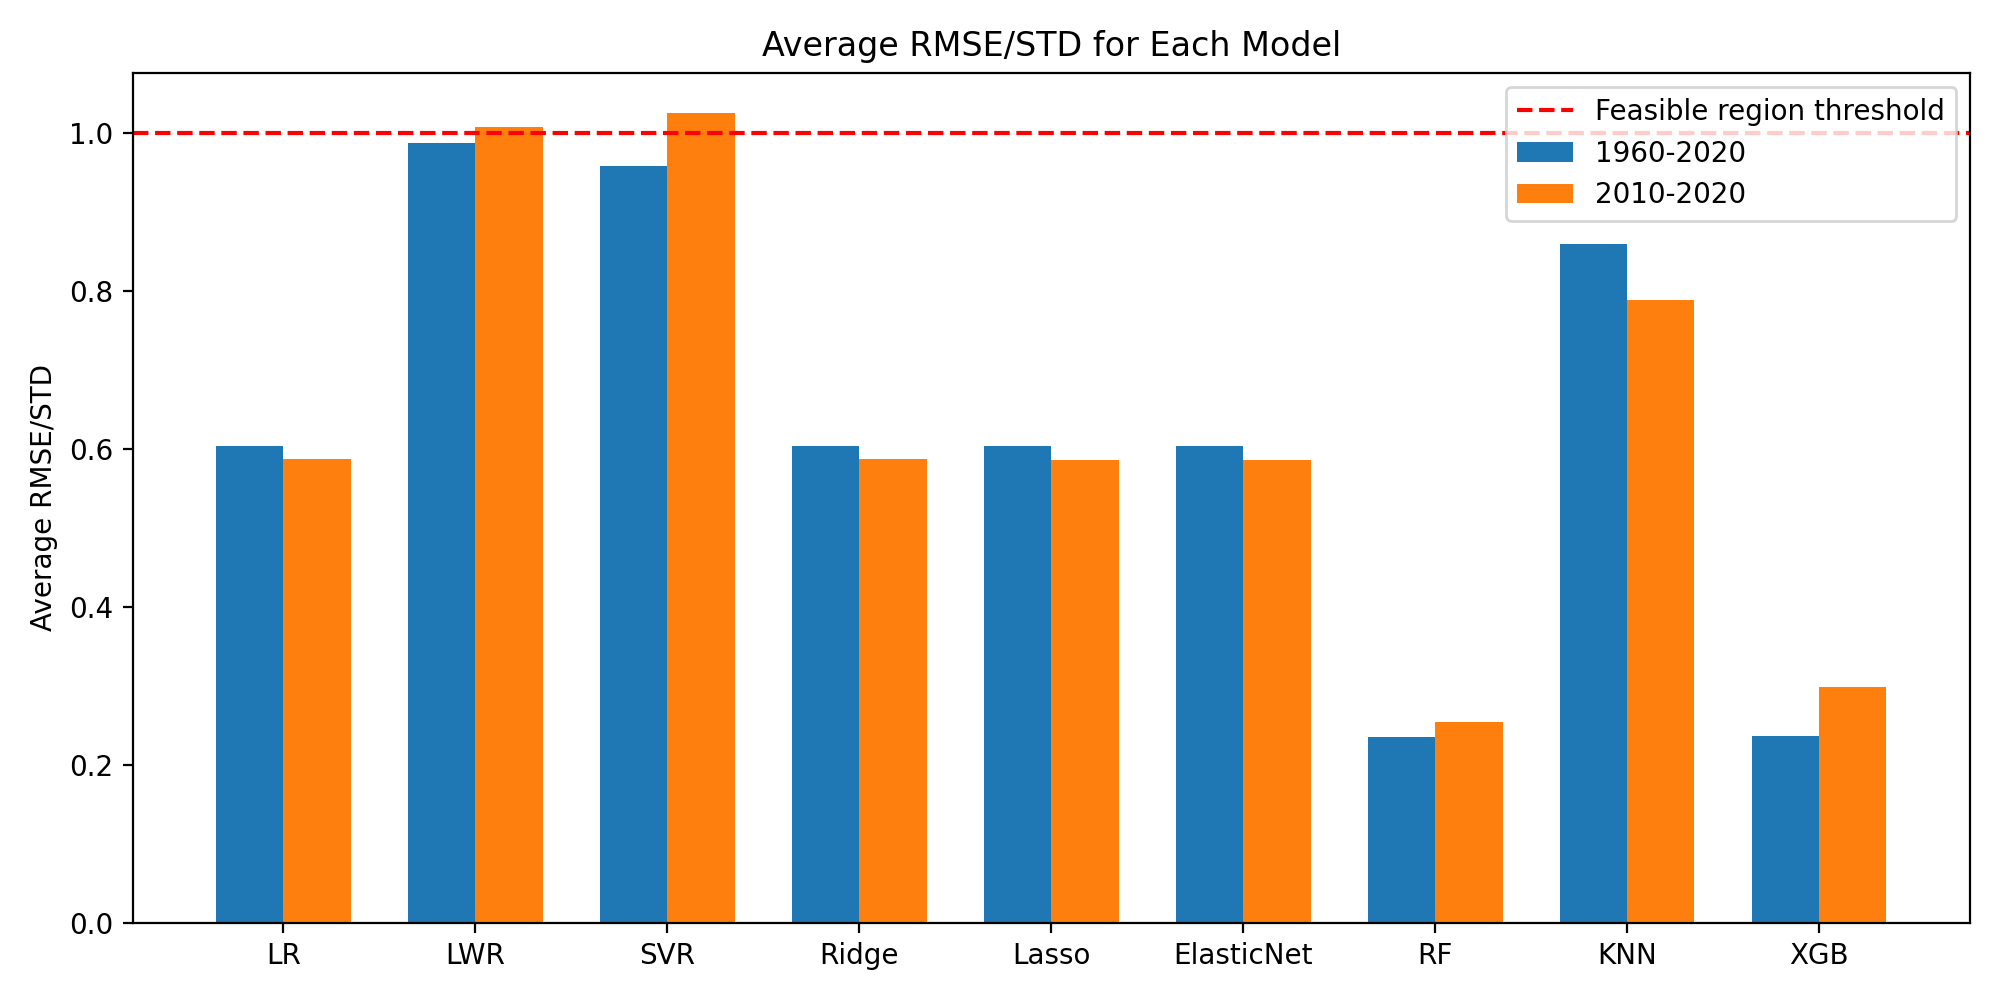 Average RMSE/STD for Each Model
Average RMSE/STD
1.0
0.8
0.6
0.4
0.2
0.0
Feasible region threshold
1960-2020
2010-2020
LR LWR SVR Ridge Lasso ElasticNet RF KNN XGB